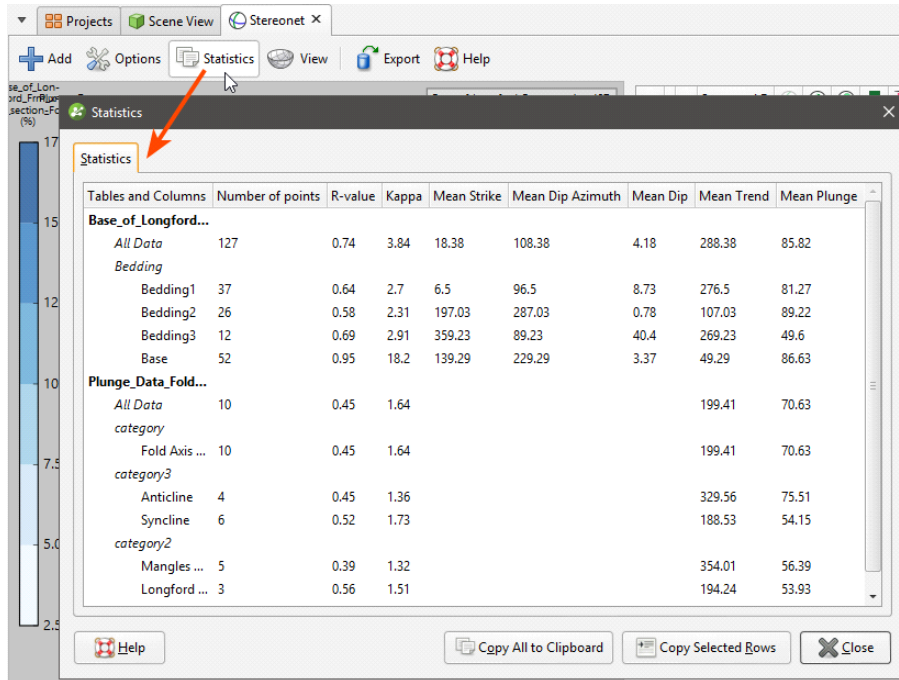 Projects Scene View Stereonet
Add Options Statistics View Export Help
section
(%)
Statistics
Statistics
Tables and Columns Number of points R-value Kappa Mean Strike Mean Dip Azimuth Mean Dip Mean Trend Mean Plunge
Base_of_Longford...
All Data 127 0.74 3.84 18.38 108.38 4.18 288.38 85.82
Bedding
Bedding1 37 0.64 2.7 6.5 96.5 8.73 276.5 81.27
Bedding2 26 0.58 2.31 197.03 287.03 0.78 107.03 89.22
Bedding3 12 0.69 2.91 359.23 89.23 40.4 269.23 49.6
Base 52 0.95 18.2 139.29 229.29 3.37 49.29 86.63
Plunge_Data_Fold...
All Data 10 0.45 1.64 199.41 70.63
category
Fold Axis ... 10 0.45 1.64 199.41 70.63
category3
Anticline 4 0.45 1.36 329.56 75.51
Syncline 6 0.52 1.73 188.53 54.15
category2
Mangles ... 5 0.39 1.32 354.01 56.39
Longford ... 3 0.56 1.51 194.24 53.93
17
15
12
10
7.5
5.0
2.5
Help Copy All to Clipboard Copy Selected Rows Close